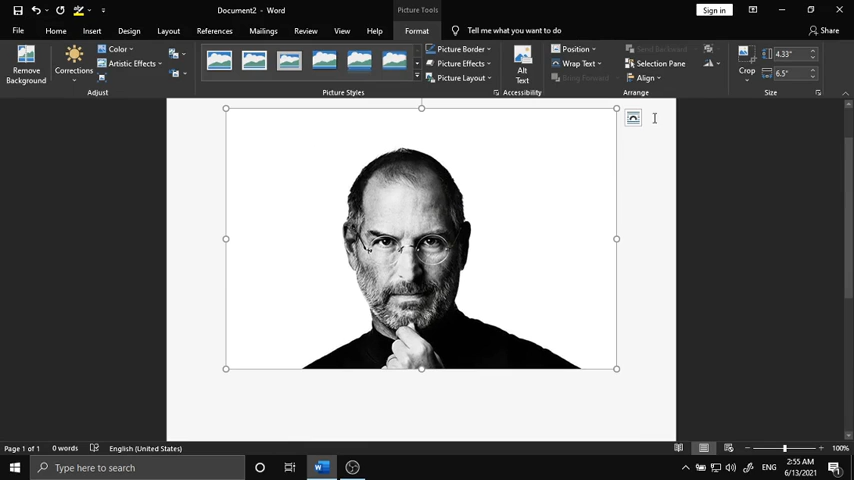 Document2 - Word
Picture Tools
Sign in
File
Home
Insert
Design
Layout
References
Mailings
Review
View
Help
Format
Tell me what you want to do
Share
Remove
Background
Corrections
Color
Artistic Effects
Adjust
Picture Styles
Picture Border
Picture Effects
Picture Layout
Alt
Text
Accessibility
Position
Wrap Text
Bring Forward
Send Backward
Selection Pane
Align
Arrange
Crop
4.33"
6.5"
Size
Page 1 of 1
0 words
English (United States)
100%
W
Type here to search
ENG
2:55 AM
6/13/2021
1